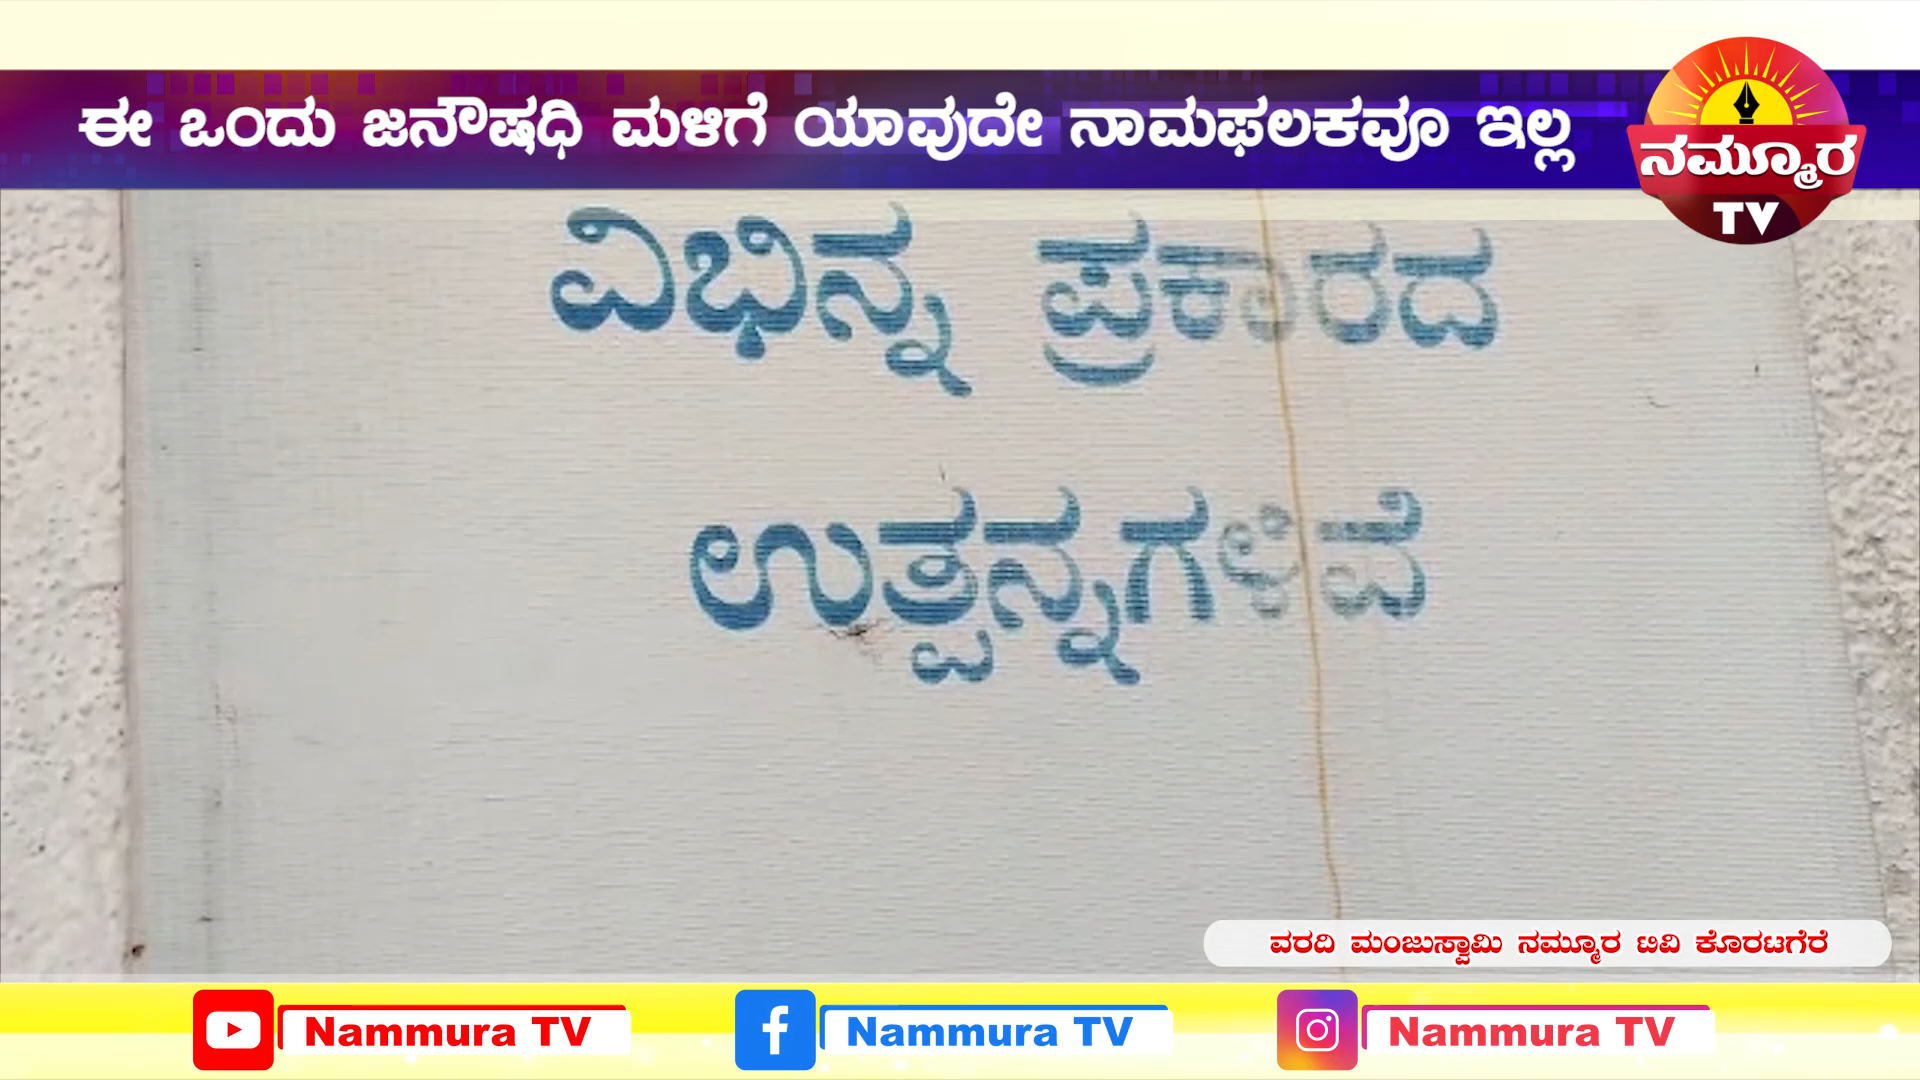 ಈ ಒಂದು ಜನೌಷಧಿ ಮಳಿಗೆ ಯಾವುದೇ ನಾಮಫಲಕವೂ ಇಲ್ಲ
ನಮ್ಮೂರ
TV
ವಿಭಿನ್ನ ಪ್ರಕಾರದ
ಉತ್ಪನ್ನಗಳಿವೆ
ವರದಿ ಮಂಜುಸ್ವಾಮಿ ನಮ್ಮೂರ ಟಿವಿ ಕೊರಟಗೆರೆ
Nammura TV
Nammura TV
Nammura TV